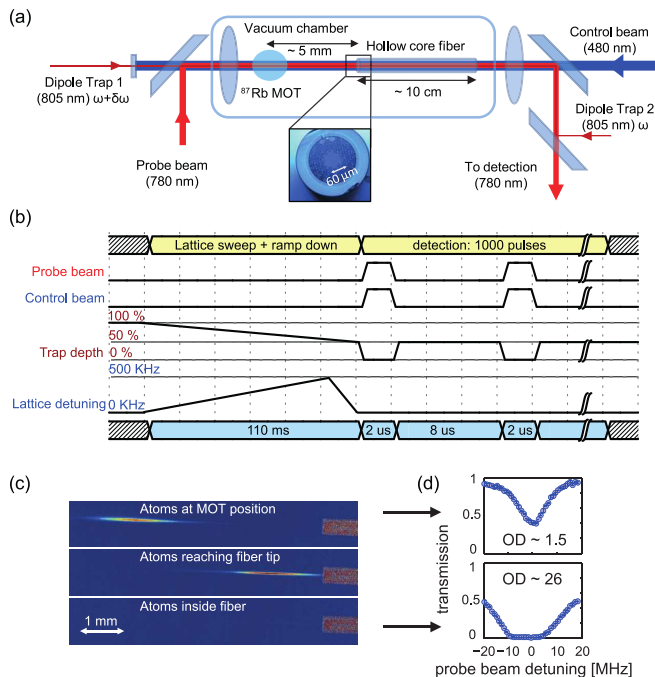 (a)
Vacuum chamber
~ 5 mm
Hollow core fiber
Control beam
(480 nm)
Dipole Trap 1
(805 nm) ω+δω
⁸⁷Rb MOT
~ 10 cm
Dipole Trap 2
(805 nm) ω
Probe beam
(780 nm)
60 μm
To detection
(780 nm)
(b)
Lattice sweep + ramp down
detection: 1000 pulses
Probe beam
Control beam
100 %
50 %
Trap depth
0 %
500 KHz
Lattice detuning
0 KHz
110 ms
2 us
8 us
2 us
(c)
Atoms at MOT position
Atoms reaching fiber tip
Atoms inside fiber
1 mm
(d)
transmission
1
0.5
0
OD ~ 1.5
1
0.5
0
OD ~ 26
−20
−10
0
10
20
probe beam detuning [MHz]